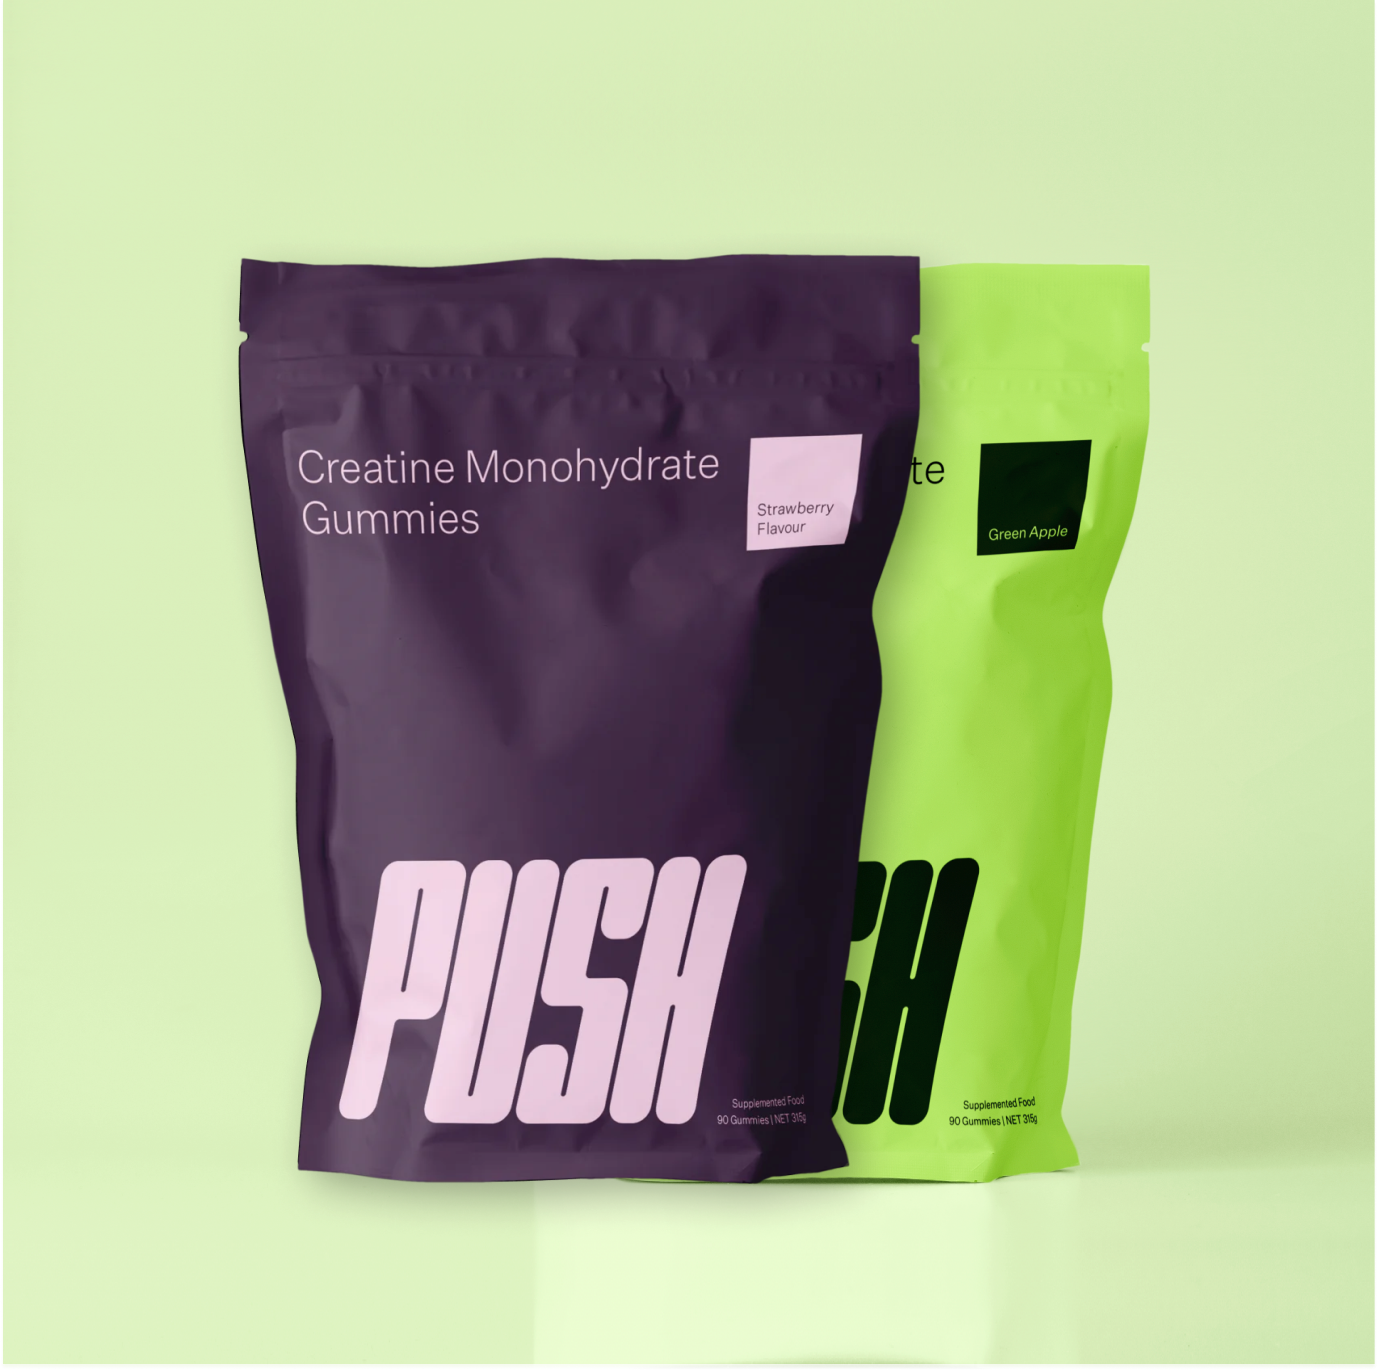 Creatine Monohydrate
Gummies
Strawberry
Flavour
PUSH
Supplemented Food
90 Gummies | NET 315g
te
Green Apple
SH
Supplemented Food
90 Gummies | NET 315g